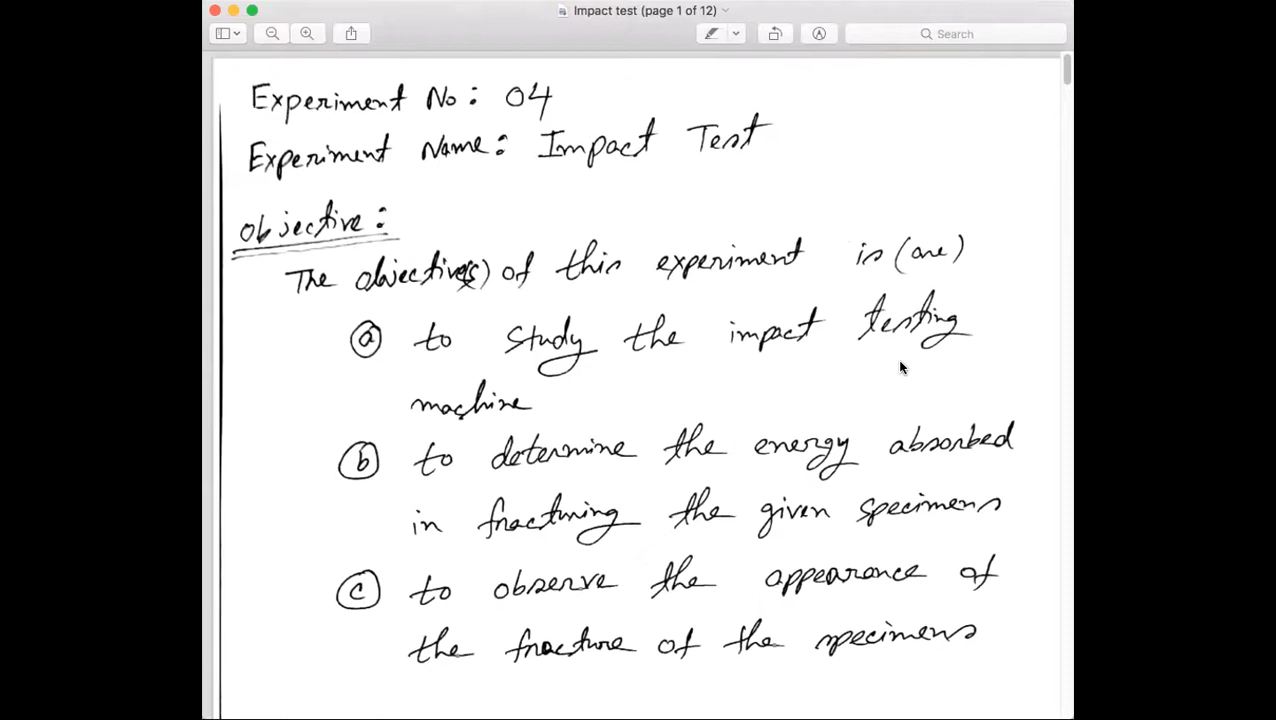 Impact test (page 1 of 12)
Search
Experiment No: 04
Experiment Name: Impact Test
Objective:
The objective(s) of this experiment is (are)
a to study the impact testing
machine
b to determine the energy absorbed
in fracturing the given specimens
c to observe the appearance of
the fracture of the specimens